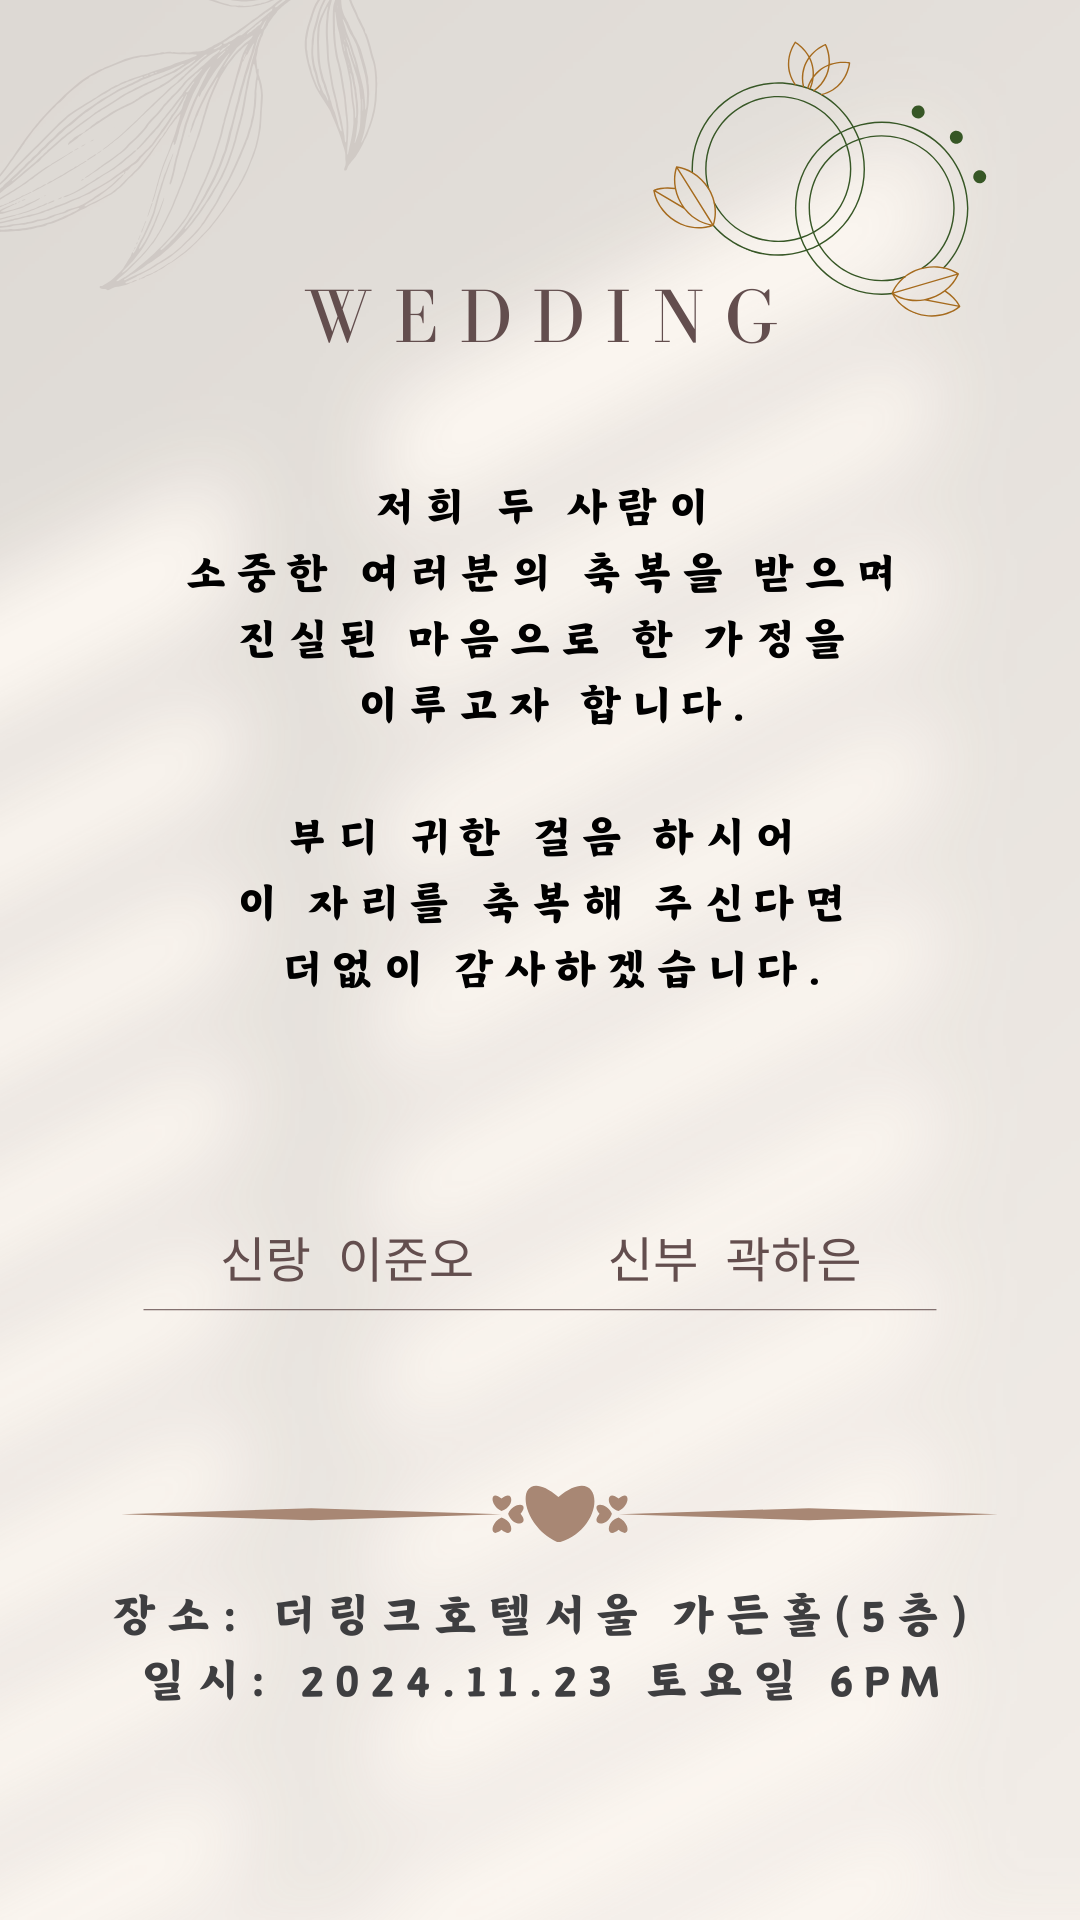 WEDDING
저희 두 사람이
소중한 여러분의 축복을 받으며
진실된 마음으로 한 가정을
이루고자 합니다.
부디 귀한 걸음 하시어
이 자리를 축복해 주신다면
더없이 감사하겠습니다.
신랑 이준오 신부 곽하은
장소: 더링크호텔서울 가든홀(5층)
일시: 2024.11.23 토요일 6PM